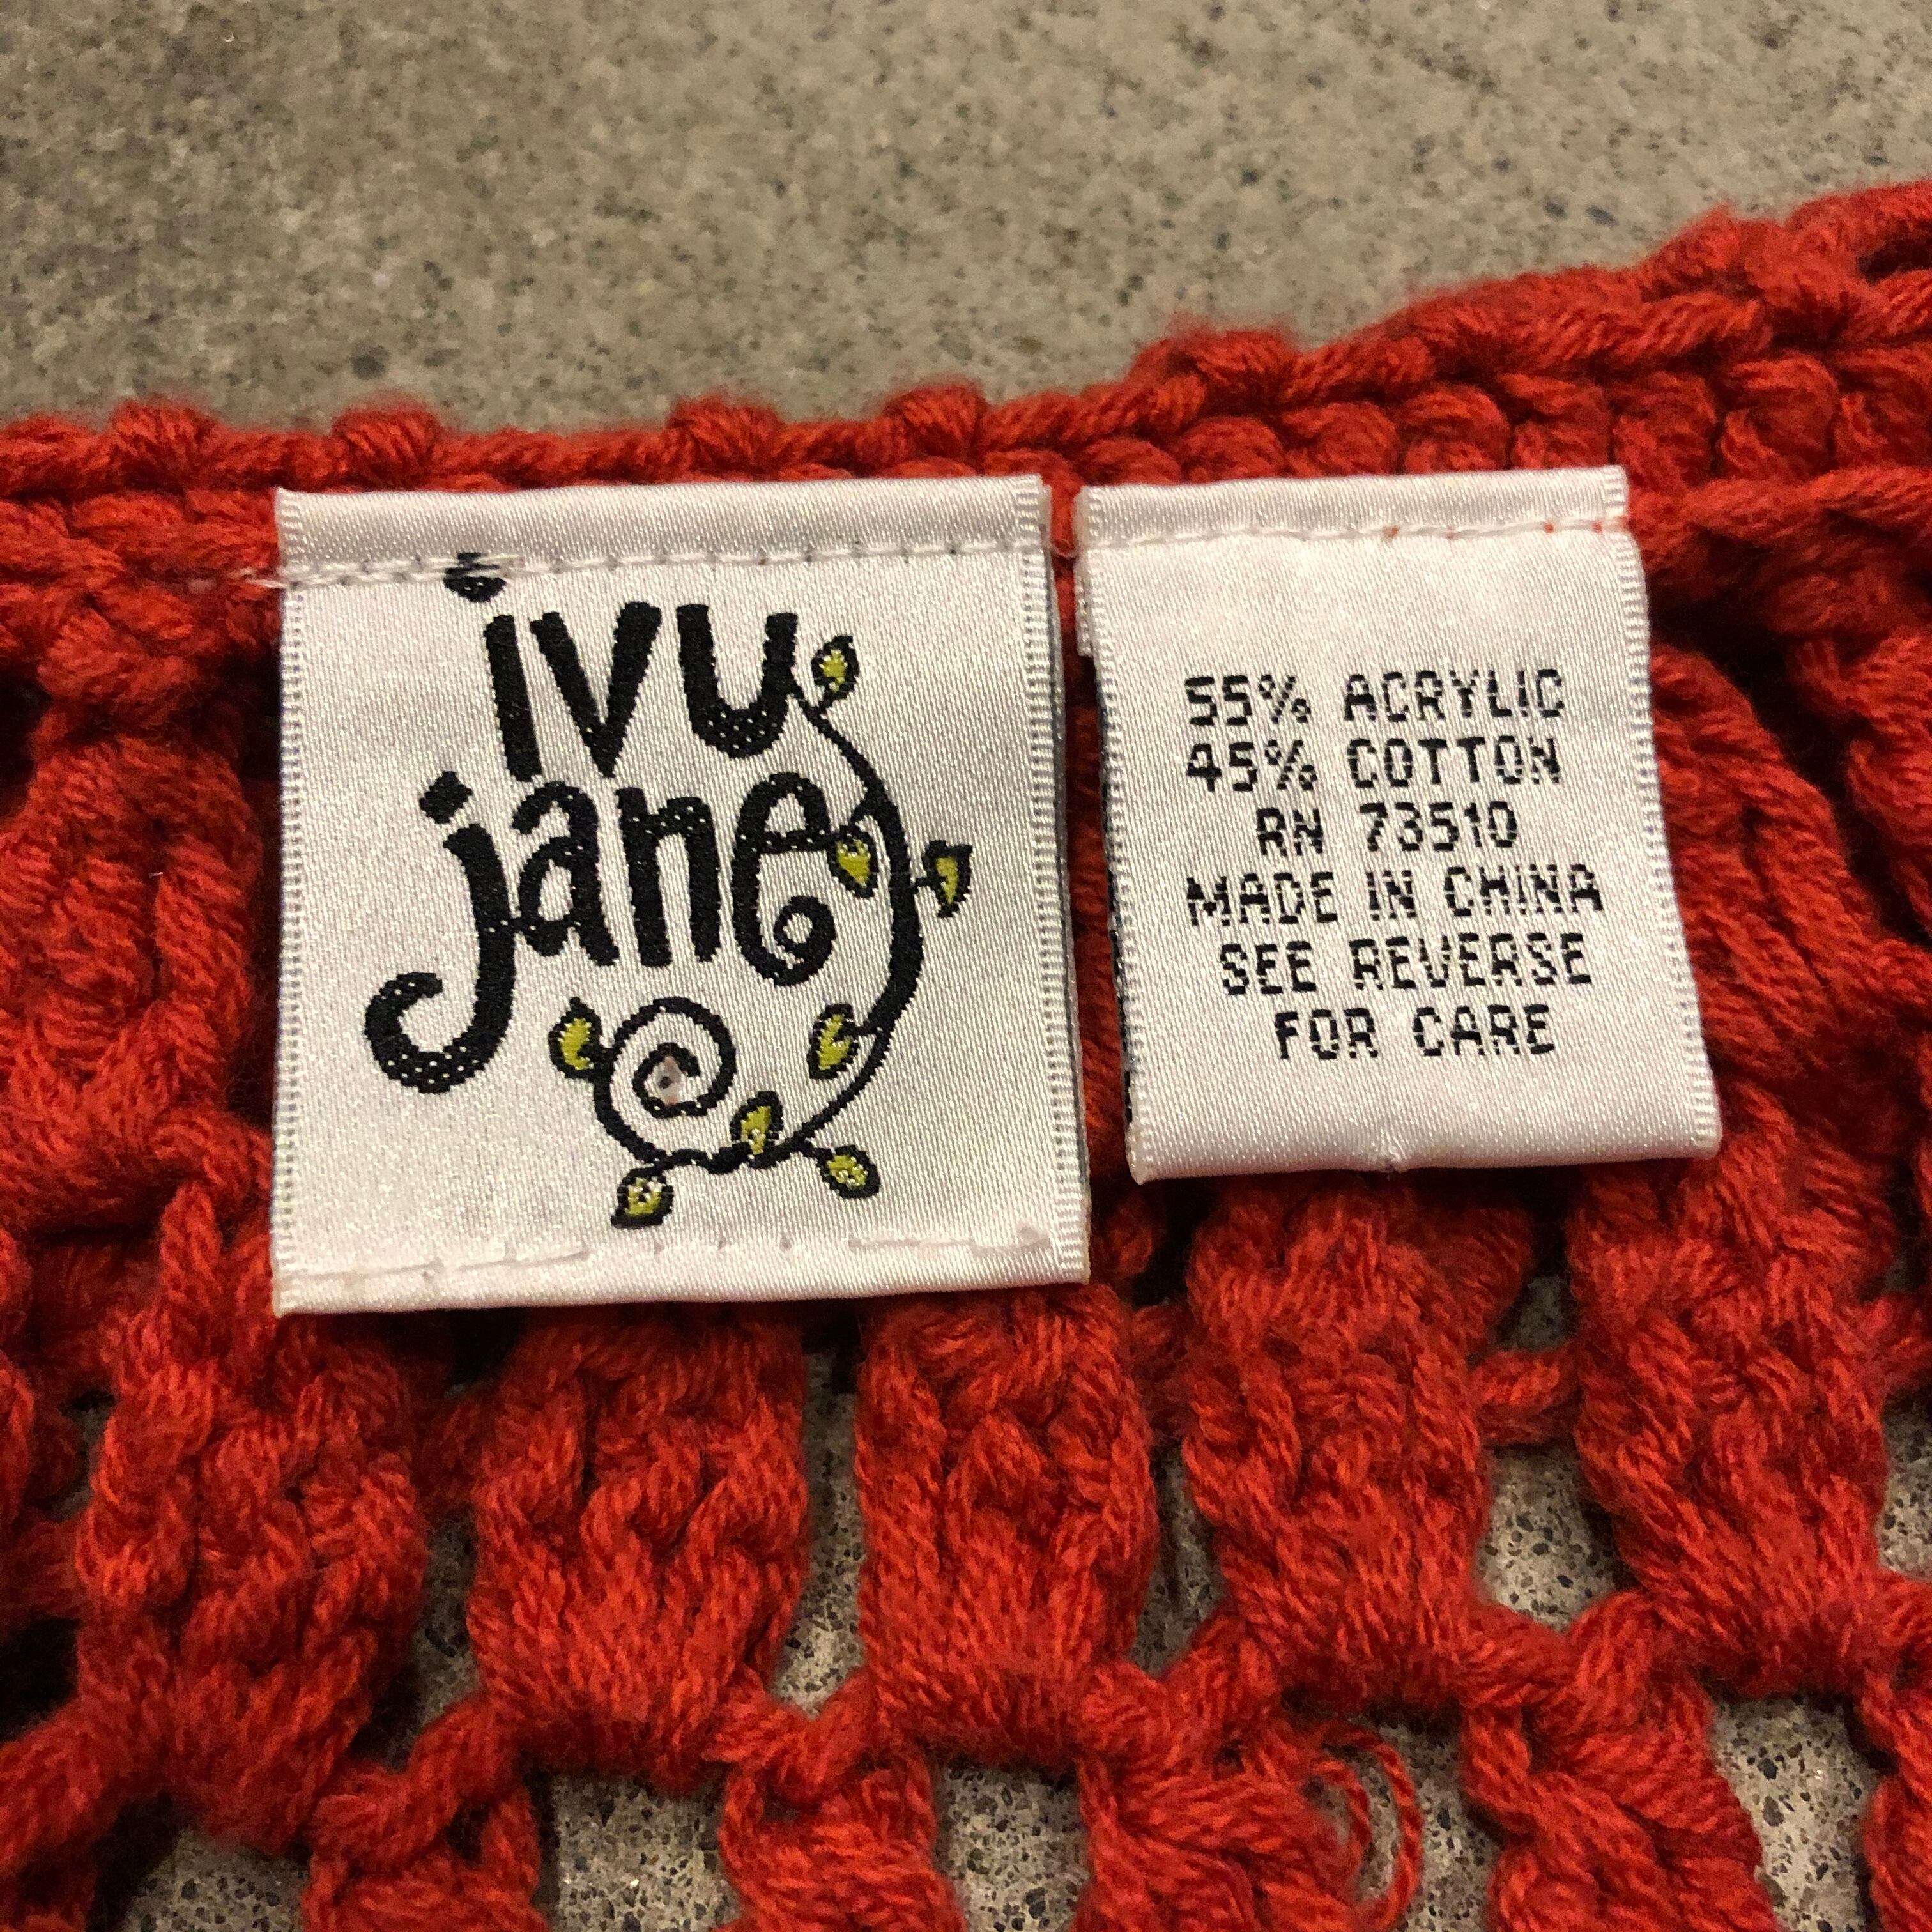 ivy
jane
55% ACRYLIC
45% COTTON
RN 73510
MADE IN CHINA
SEE REVERSE
FOR CARE